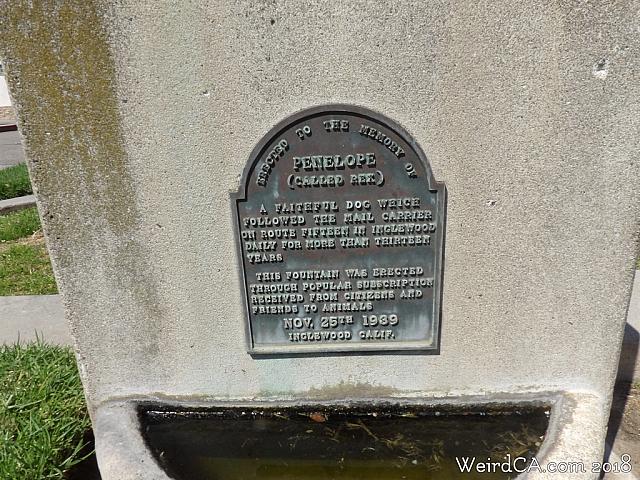 ERECTED TO THE MEMORY OF
PENELOPE
(CALLED REX)
A FAITHFUL DOG WHICH
FOLLOWED THE MAIL CARRIER
ON ROUTE FIFTEEN IN INGLEWOOD
DAILY FOR MORE THAN THIRTEEN
YEARS
THIS FOUNTAIN WAS ERECTED
THROUGH POPULAR SUBSCRIPTION
RECEIVED FROM CITIZENS AND
FRIENDS TO ANIMALS
NOV. 25TH 1939
INGLEWOOD CALIF.
WeirdCA.com 2018